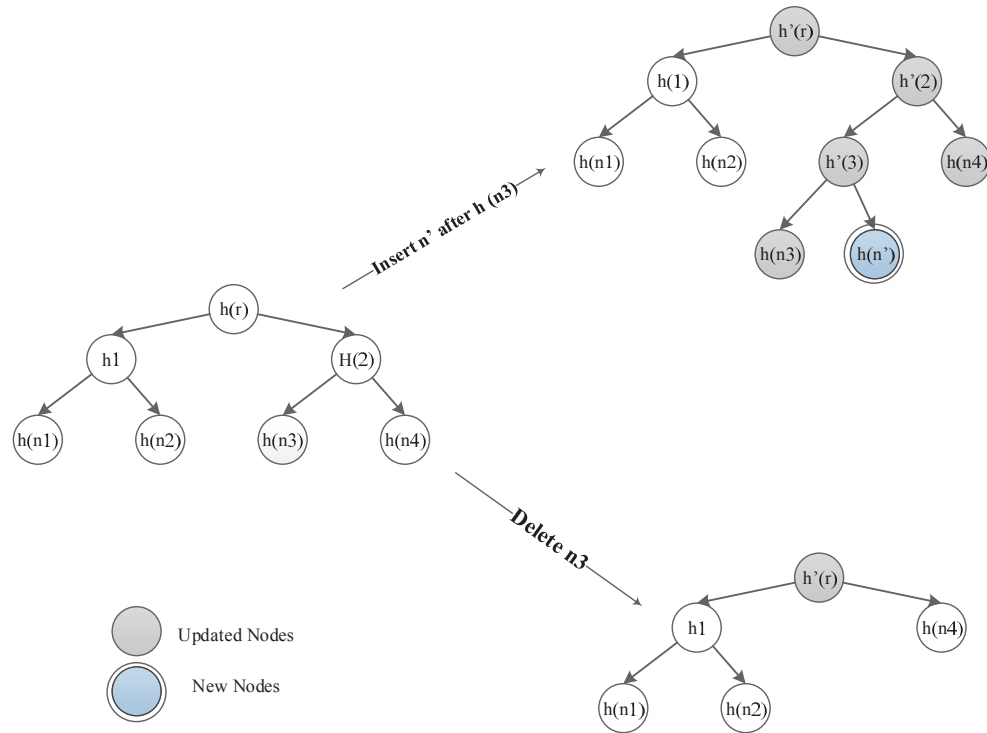 h’(r)
h(1)
h’(2)
h(n1)
h(n2)
h’(3)
h(n4)
h(n3)
h(n’)
Insert n’ after h (n3)
h(r)
h1
H(2)
h(n1)
h(n2)
h(n3)
h(n4)
Delete n3
h’(r)
h1
h(n4)
h(n1)
h(n2)
Updated Nodes
New Nodes